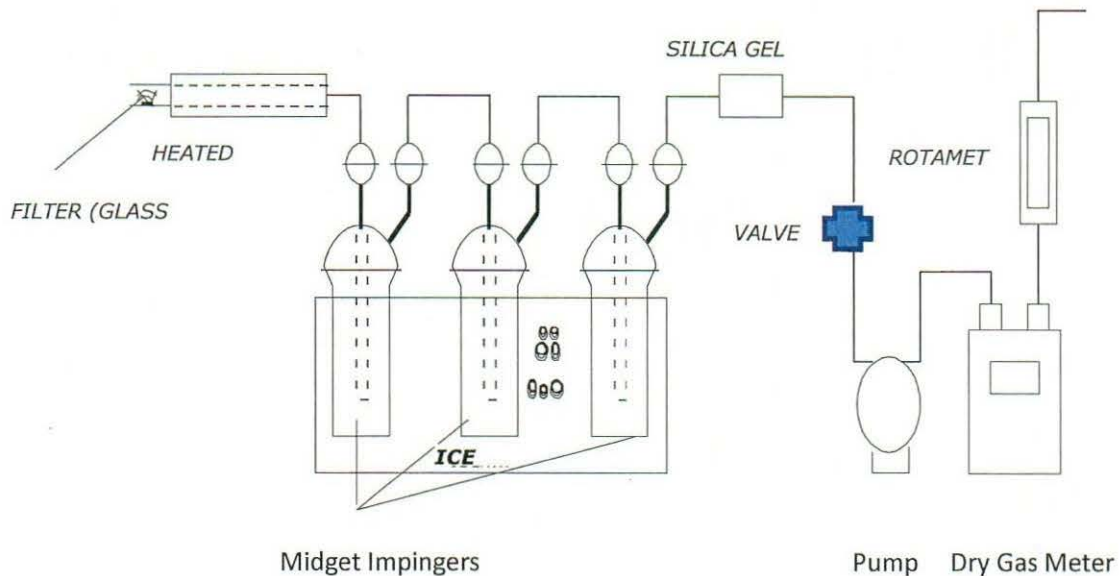 SILICA GEL
HEATED
ROTAMET
FILTER (GLASS
VALVE
ICE
Midget Impingers
Pump
Dry Gas Meter